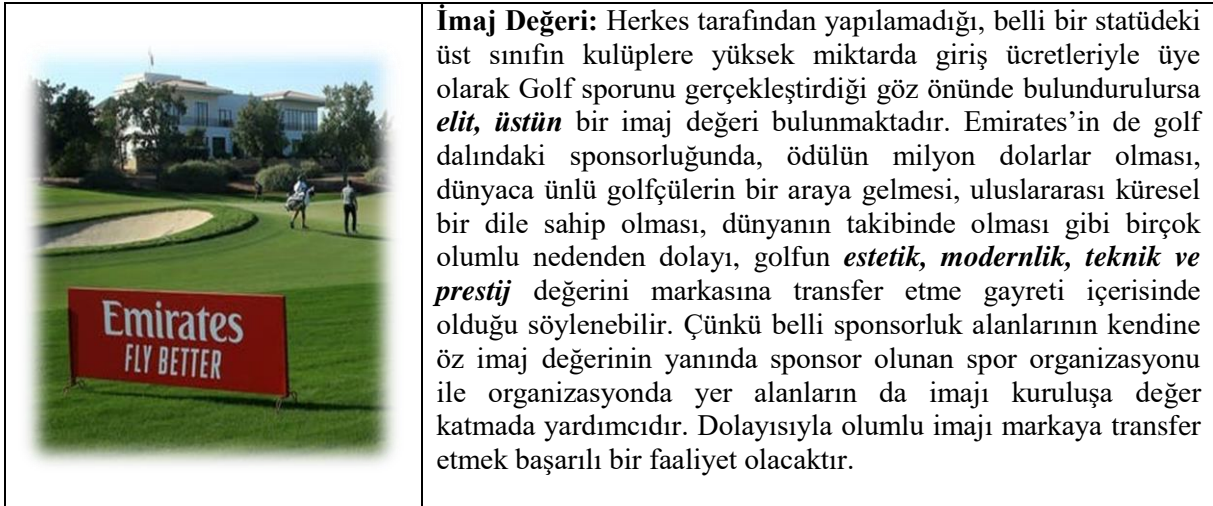 Emirates
FLY BETTER
İmaj Değeri: Herkes tarafından yapılamadığı, belli bir statüdeki
üst sınıfın kulüplere yüksek miktarda giriş ücretleriyle üye
olarak Golf sporunu gerçekleştirdiği göz önünde bulundurulursa
elit, üstün bir imaj değeri bulunmaktadır. Emirates’in de golf
dalındaki sponsorluğunda, ödülün milyon dolarlar olması,
dünyaca ünlü golfçülerin bir araya gelmesi, uluslararası küresel
bir dile sahip olması, dünyanın takibinde olması gibi birçok
olumlu nedenden dolayı, golfun estetik, modernlik, teknik ve
prestij değerini markasına transfer etme gayreti içerisinde
olduğu söylenebilir. Çünkü belli sponsorluk alanlarının kendine
öz imaj değerinin yanında sponsor olunan spor organizasyonu
ile organizasyonda yer alanların da imajı kuruluşa değer
katmada yardımcıdır. Dolayısıyla olumlu imajı markaya transfer
etmek başarılı bir faaliyet olacaktır.